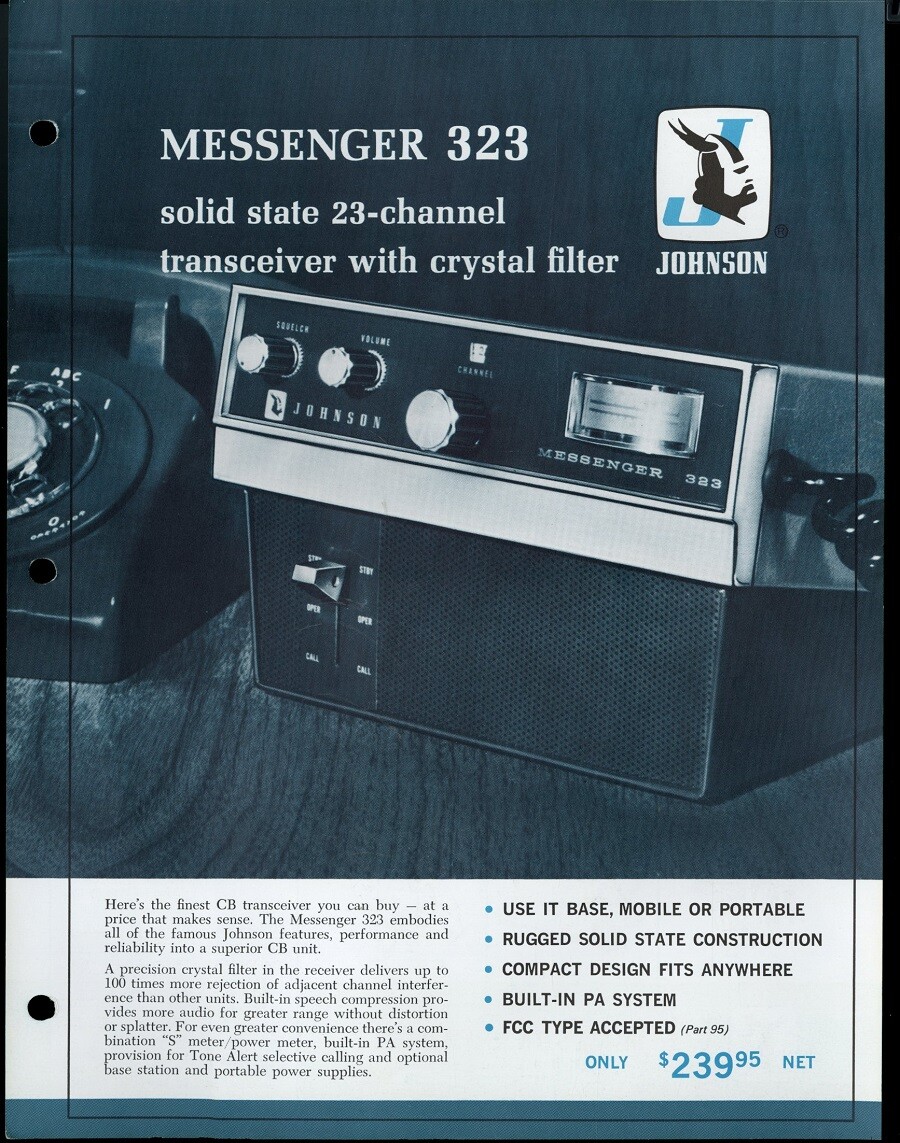 MESSENGER 323
solid state 23-channel
transceiver with crystal filter
J
®
JOHNSON
SQUELCH
VOLUME
CHANNEL
JOHNSON
MESSENGER 323
F
ABC
2
1
O
OPERATOR
STBY
STBY
OPER
OPER
CALL
CALL
Here's the finest CB transceiver you can buy — at a
price that makes sense. The Messenger 323 embodies
all of the famous Johnson features, performance and
reliability into a superior CB unit.
A precision crystal filter in the receiver delivers up to
100 times more rejection of adjacent channel interfer-
ence than other units. Built-in speech compression pro-
vides more audio for greater range without distortion
or splatter. For even greater convenience there's a com-
bination “S” meter/power meter, built-in PA system,
provision for Tone Alert selective calling and optional
base station and portable power supplies.
• USE IT BASE, MOBILE OR PORTABLE
• RUGGED SOLID STATE CONSTRUCTION
• COMPACT DESIGN FITS ANYWHERE
• BUILT-IN PA SYSTEM
• FCC TYPE ACCEPTED (Part 95)
ONLY $23995 NET